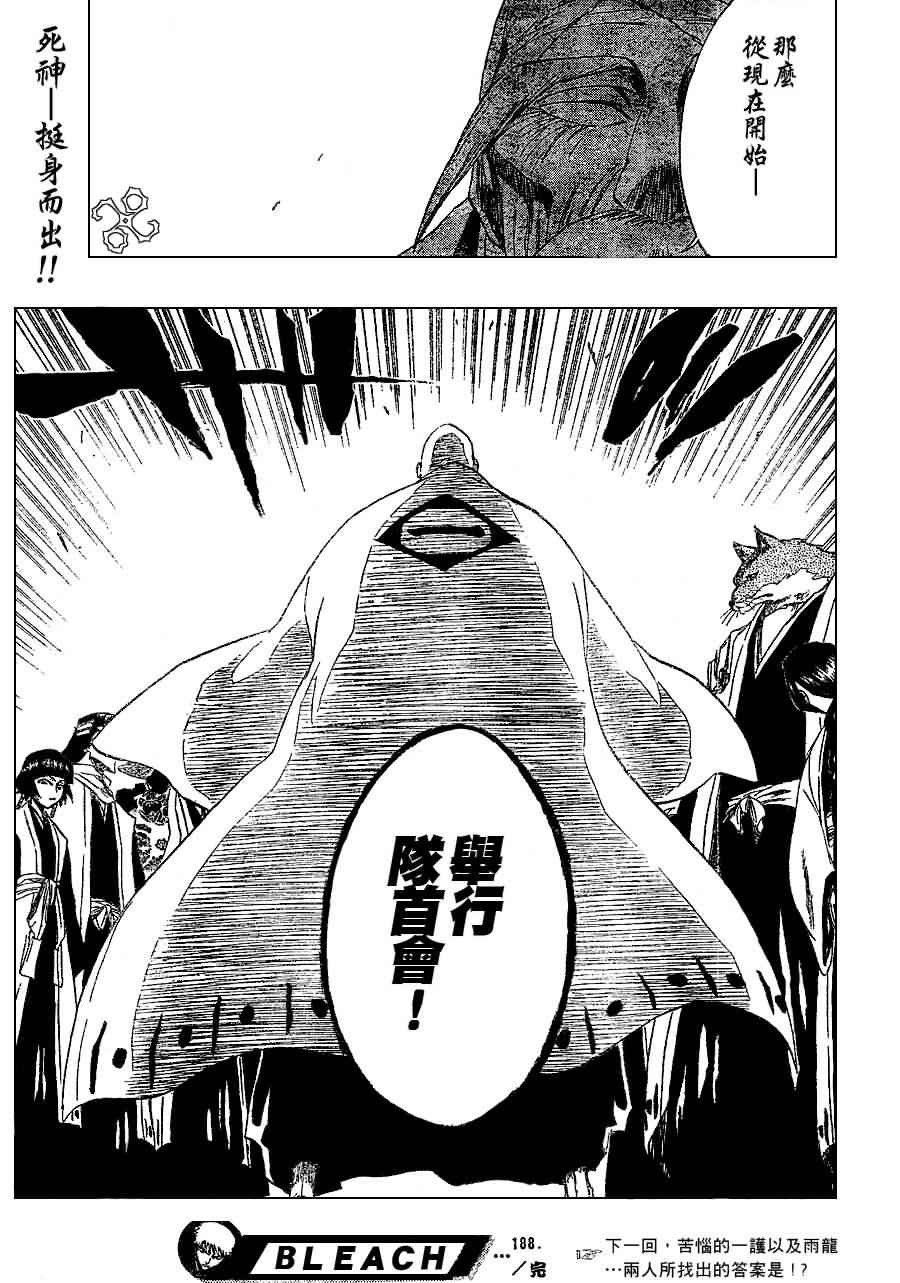 那麼
從現在開始—
死神—挺身而出!!
一
舉行
隊首會！
BLEACH
188.
…/完
☞下一回，苦惱的一護以及雨龍
…兩人所找出的答案是！?